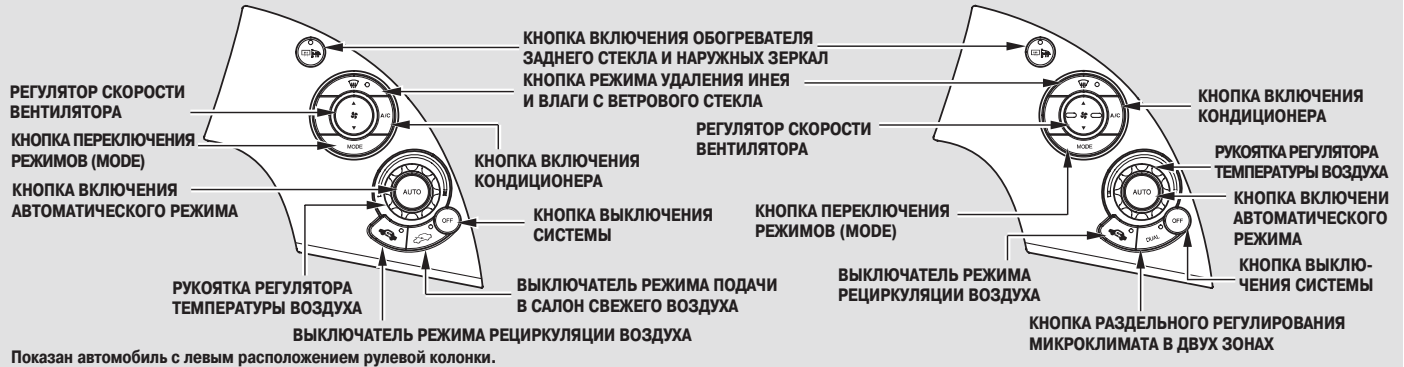 КНОПКА ВКЛЮЧЕНИЯ ОБОГРЕВАТЕЛЯ
ЗАДНЕГО СТЕКЛА И НАРУЖНЫХ ЗЕРКАЛ
КНОПКА РЕЖИМА УДАЛЕНИЯ ИНЕЯ
И ВЛАГИ С ВЕТРОВОГО СТЕКЛА
РЕГУЛЯТОР СКОРОСТИ
ВЕНТИЛЯТОРА
A/C
MODE
КНОПКА ПЕРЕКЛЮЧЕНИЯ
РЕЖИМОВ (MODE)
КНОПКА ВКЛЮЧЕНИЯ
КОНДИЦИОНЕРА
КНОПКА ВКЛЮЧЕНИЯ
АВТОМАТИЧЕСКОГО РЕЖИМА
AUTO
OFF
КНОПКА ВЫКЛЮЧЕНИЯ
СИСТЕМЫ
РУКОЯТКА РЕГУЛЯТОРА
ТЕМПЕРАТУРЫ ВОЗДУХА
ВЫКЛЮЧАТЕЛЬ РЕЖИМА ПОДАЧИ
В САЛОН СВЕЖЕГО ВОЗДУХА
ВЫКЛЮЧАТЕЛЬ РЕЖИМА РЕЦИРКУЛЯЦИИ ВОЗДУХА
РЕГУЛЯТОР СКОРОСТИ
ВЕНТИЛЯТОРА
A/C
MODE
КНОПКА ВКЛЮЧЕНИЯ
КОНДИЦИОНЕРА
РУКОЯТКА РЕГУЛЯТОРА
ТЕМПЕРАТУРЫ ВОЗДУХА
AUTO
КНОПКА ВКЛЮЧЕНИ
АВТОМАТИЧЕСКОГО
РЕЖИМА
КНОПКА ПЕРЕКЛЮЧЕНИЯ
РЕЖИМОВ (MODE)
OFF
DUAL
КНОПКА ВЫКЛЮ-
ЧЕНИЯ СИСТЕМЫ
ВЫКЛЮЧАТЕЛЬ РЕЖИМА
РЕЦИРКУЛЯЦИИ ВОЗДУХА
КНОПКА РАЗДЕЛЬНОГО РЕГУЛИРОВАНИЯ
МИКРОКЛИМАТА В ДВУХ ЗОНАХ
Показан автомобиль с левым расположением рулевой колонки.